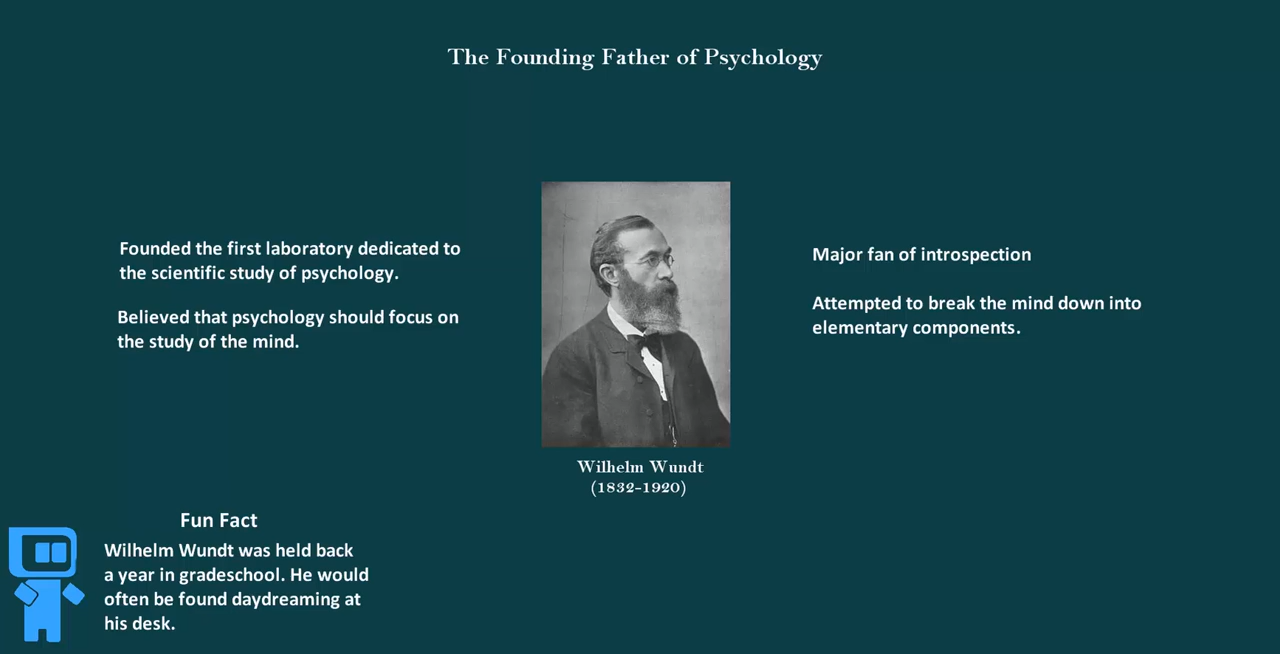 The Founding Father of Psychology
Founded the first laboratory dedicated to
the scientific study of psychology.
Believed that psychology should focus on
the study of the mind.
Major fan of introspection
Attempted to break the mind down into
elementary components.
Wilhelm Wundt
(1832-1920)
Fun Fact
Wilhelm Wundt was held back
a year in gradeschool. He would
often be found daydreaming at
his desk.